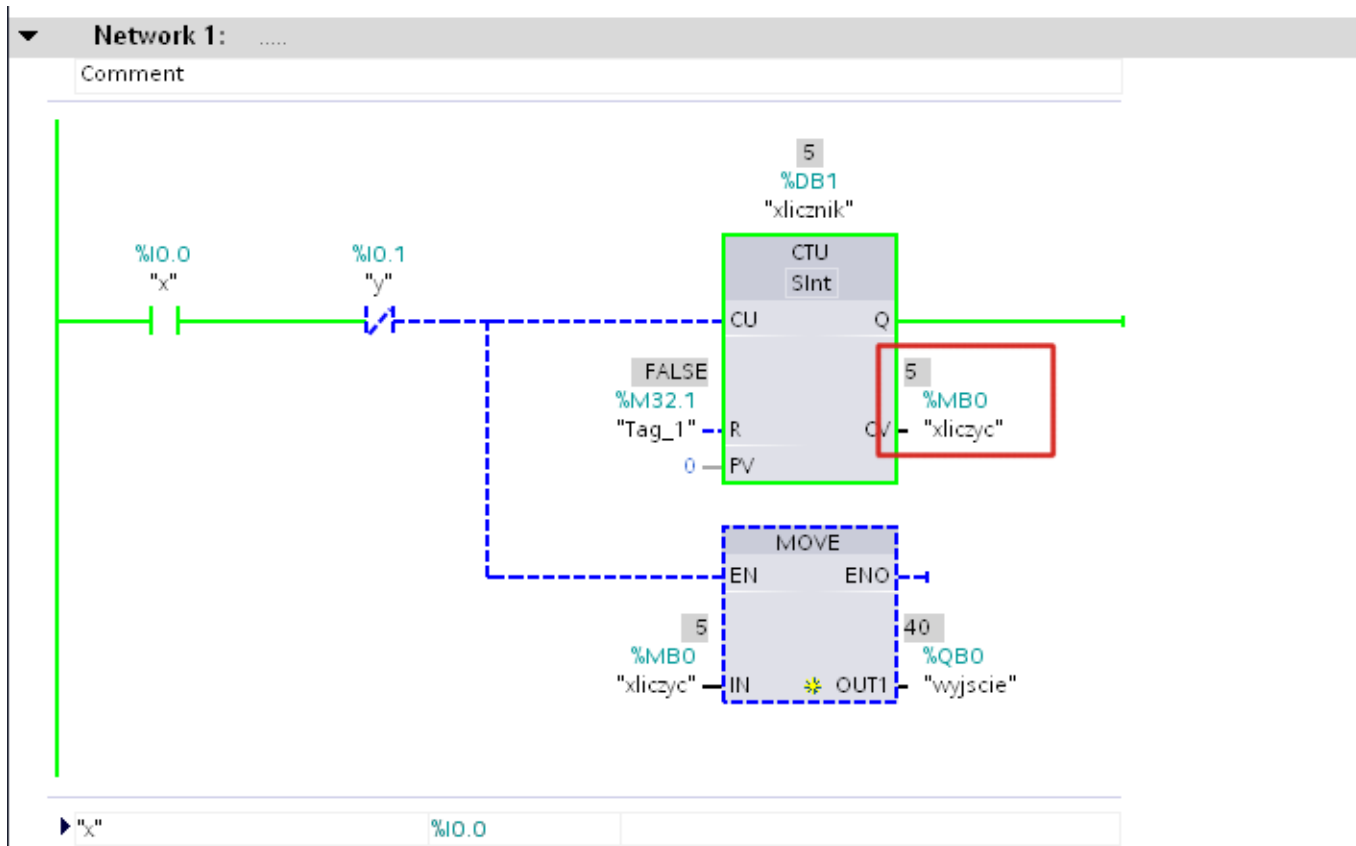 Network 1: .....
Comment
5
%DB1
"xlicznik"
%I0.0
"x"
%I0.1
"y"
CTU
SInt
CU Q
FALSE
%M32.1
"Tag_1" R
0 PV
5
%MB0
CV "xliczyc"
MOVE
EN ENO
5
%MB0
"xliczyc" IN
40
%QB0
OUT1 "wyjscie"
"x" %I0.0